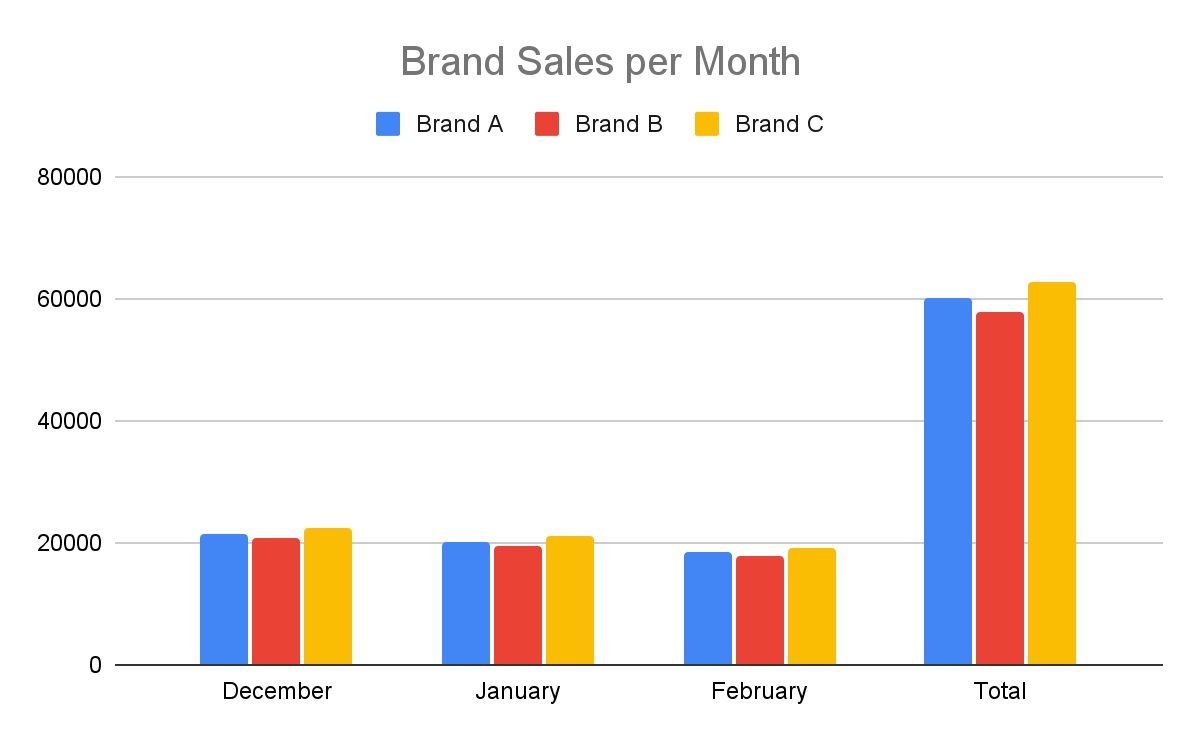 Brand Sales per Month
Brand A Brand B Brand C
80000
60000
40000
20000
0
December January February Total